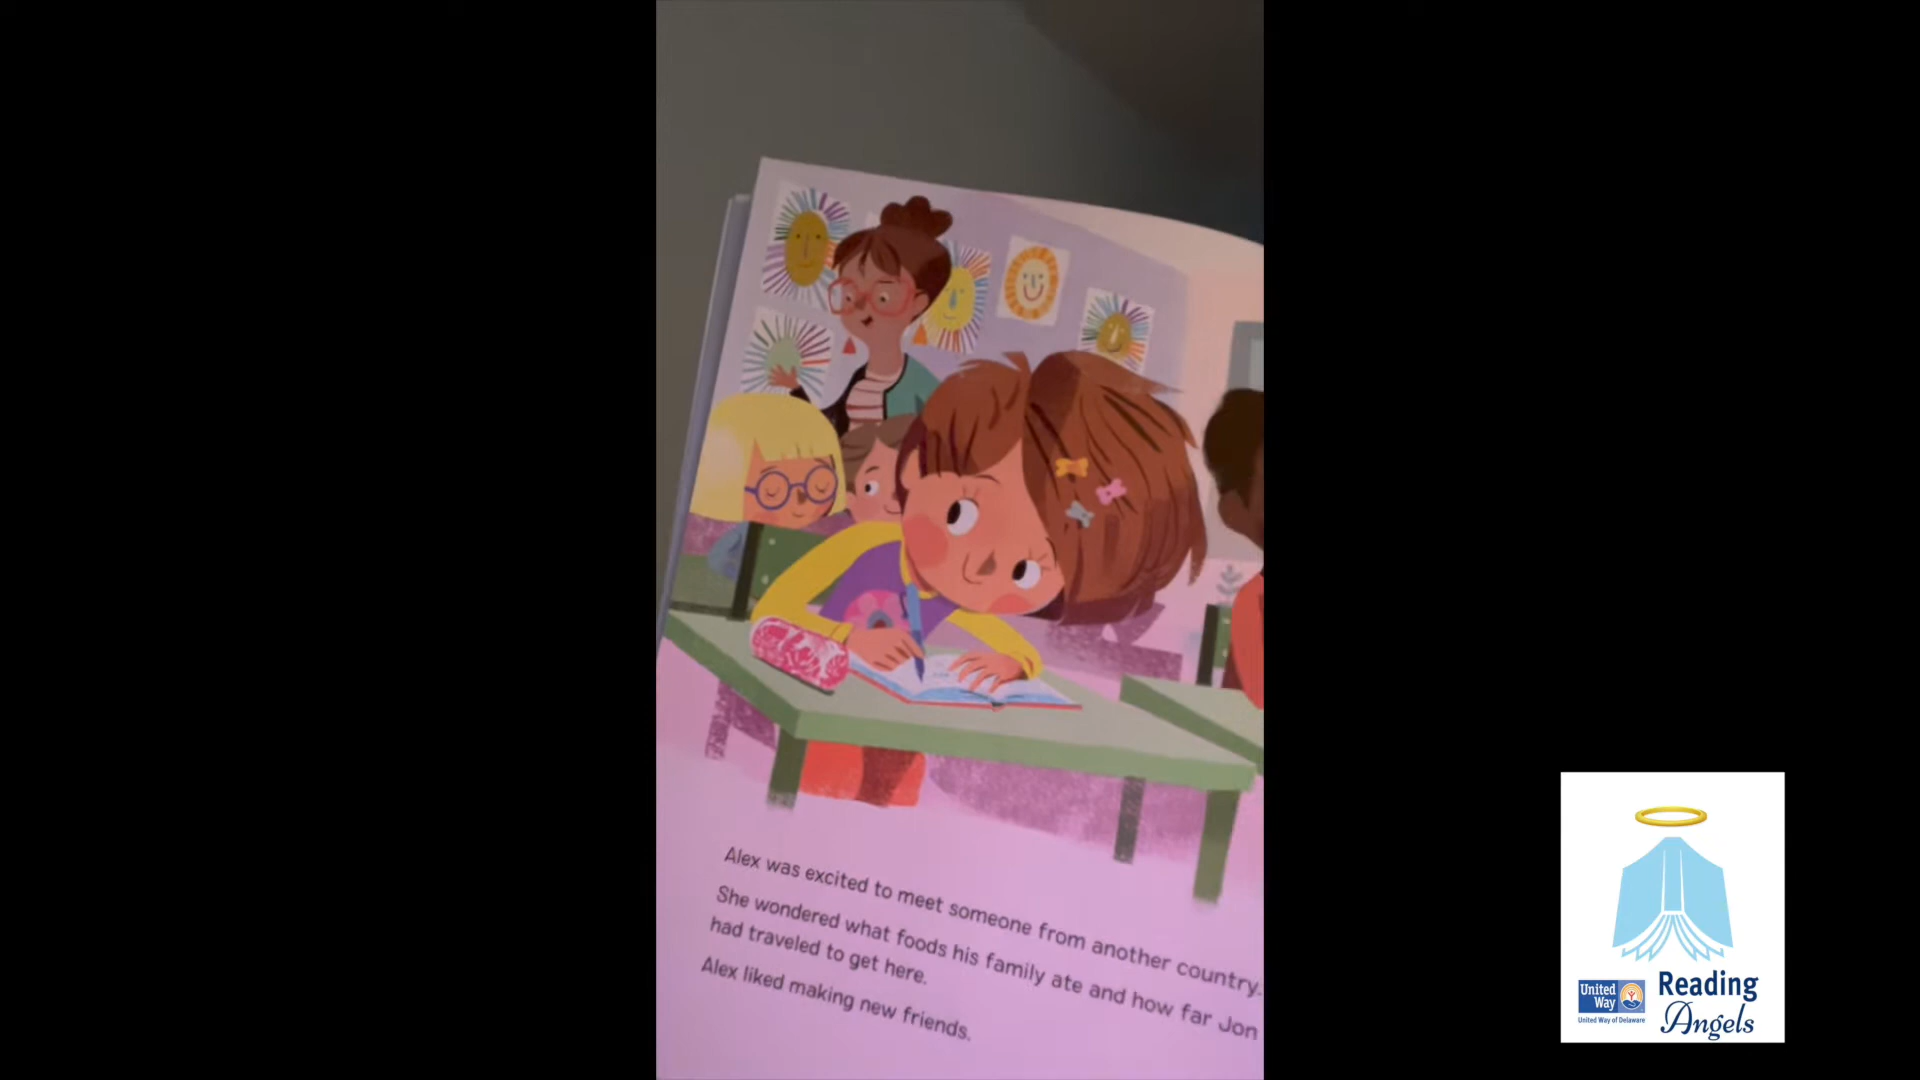 Alex was excited to meet someone from another country.
She wondered what foods his family ate and how far Jon
had traveled to get here.
Alex liked making new friends.
United
Way
United Way of Delaware
Reading
Angels